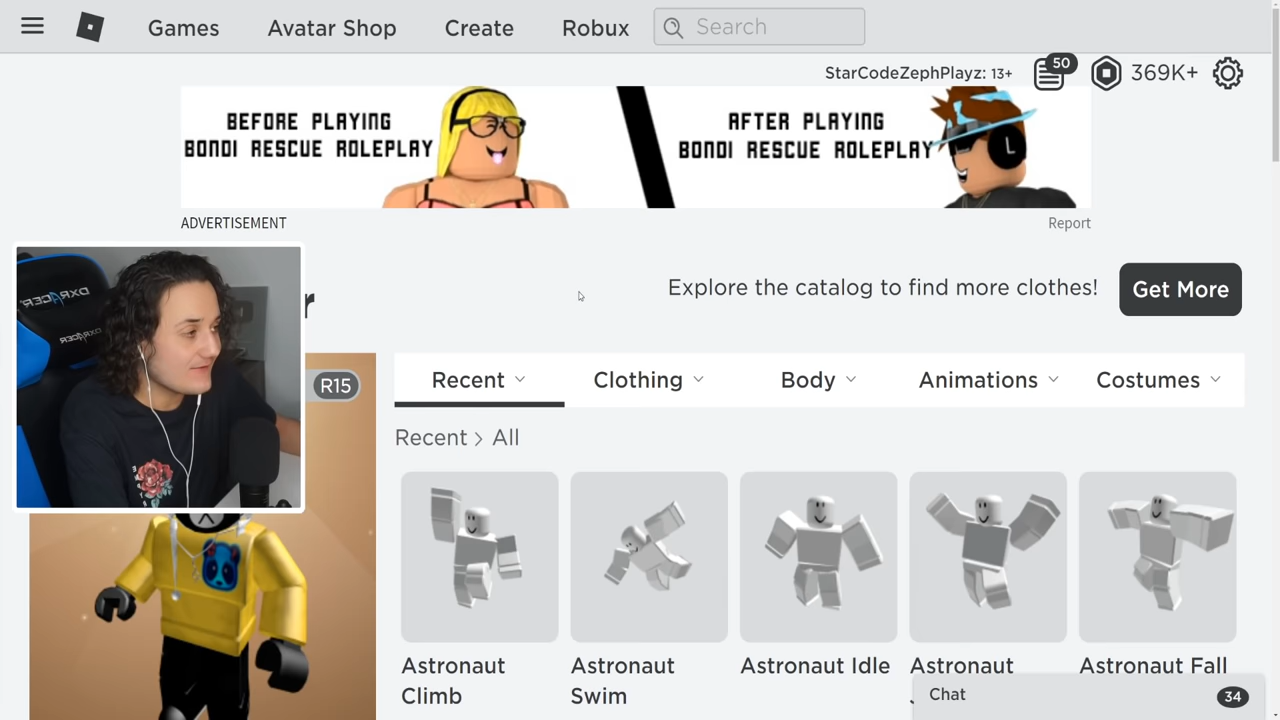 Games
Avatar Shop
Create
Robux
Search
StarCodeZephPlayz: 13+
50
369K+
BEFORE PLAYING
BONDI RESCUE ROLEPLAY
AFTER PLAYING
BONDI RESCUE ROLEPLAY
L
ADVERTISEMENT
Report
Explore the catalog to find more clothes!
Get More
R15
Recent
Clothing
Body
Animations
Costumes
Recent > All
Astronaut
Climb
Astronaut
Swim
Astronaut Idle
Astronaut
Astronaut Fall
Chat
34